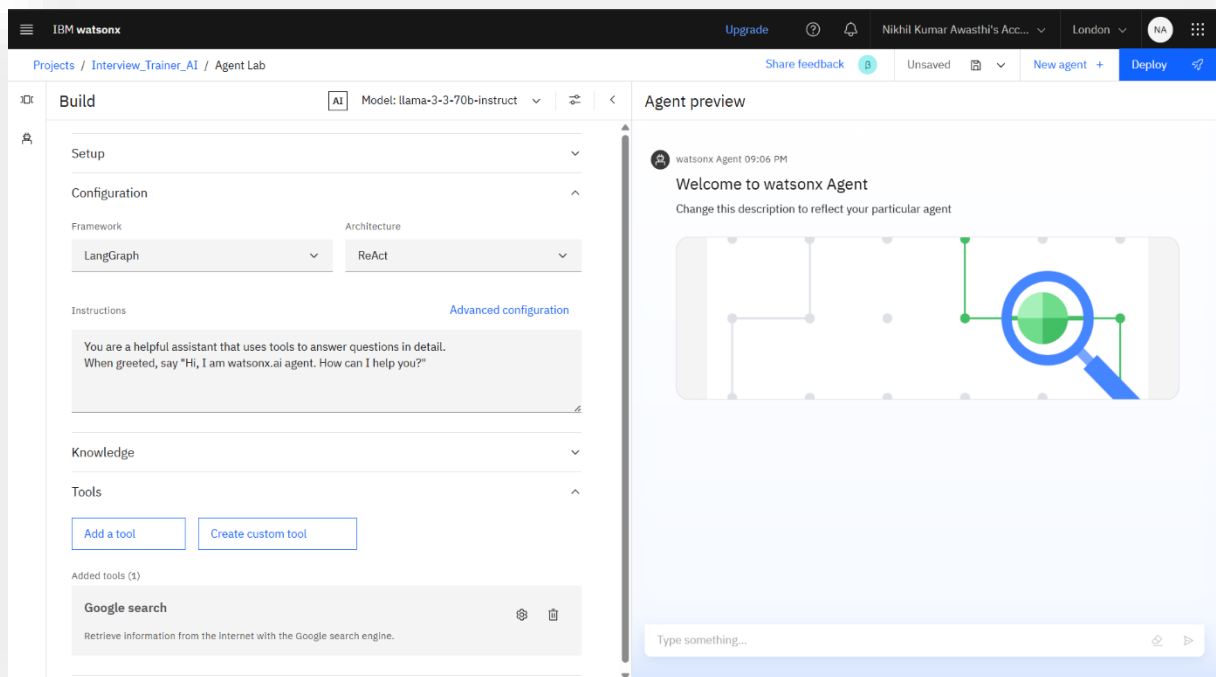 IBM watsonx
Upgrade
Nikhil Kumar Awasthi's Acc...
London
NA
Projects / Interview_Trainer_AI / Agent Lab
Share feedback
β
Unsaved
New agent +
Deploy
Build
AI
Model: llama-3-3-70b-instruct
Agent preview
Setup
Configuration
Framework
Architecture
LangGraph
ReAct
Instructions
Advanced configuration
You are a helpful assistant that uses tools to answer questions in detail.
When greeted, say "Hi, I am watsonx.ai agent. How can I help you?"
Knowledge
Tools
Add a tool
Create custom tool
Added tools (1)
Google search
Retrieve information from the internet with the Google search engine.
watsonx Agent 09:06 PM
Welcome to watsonx Agent
Change this description to reflect your particular agent
Type something...